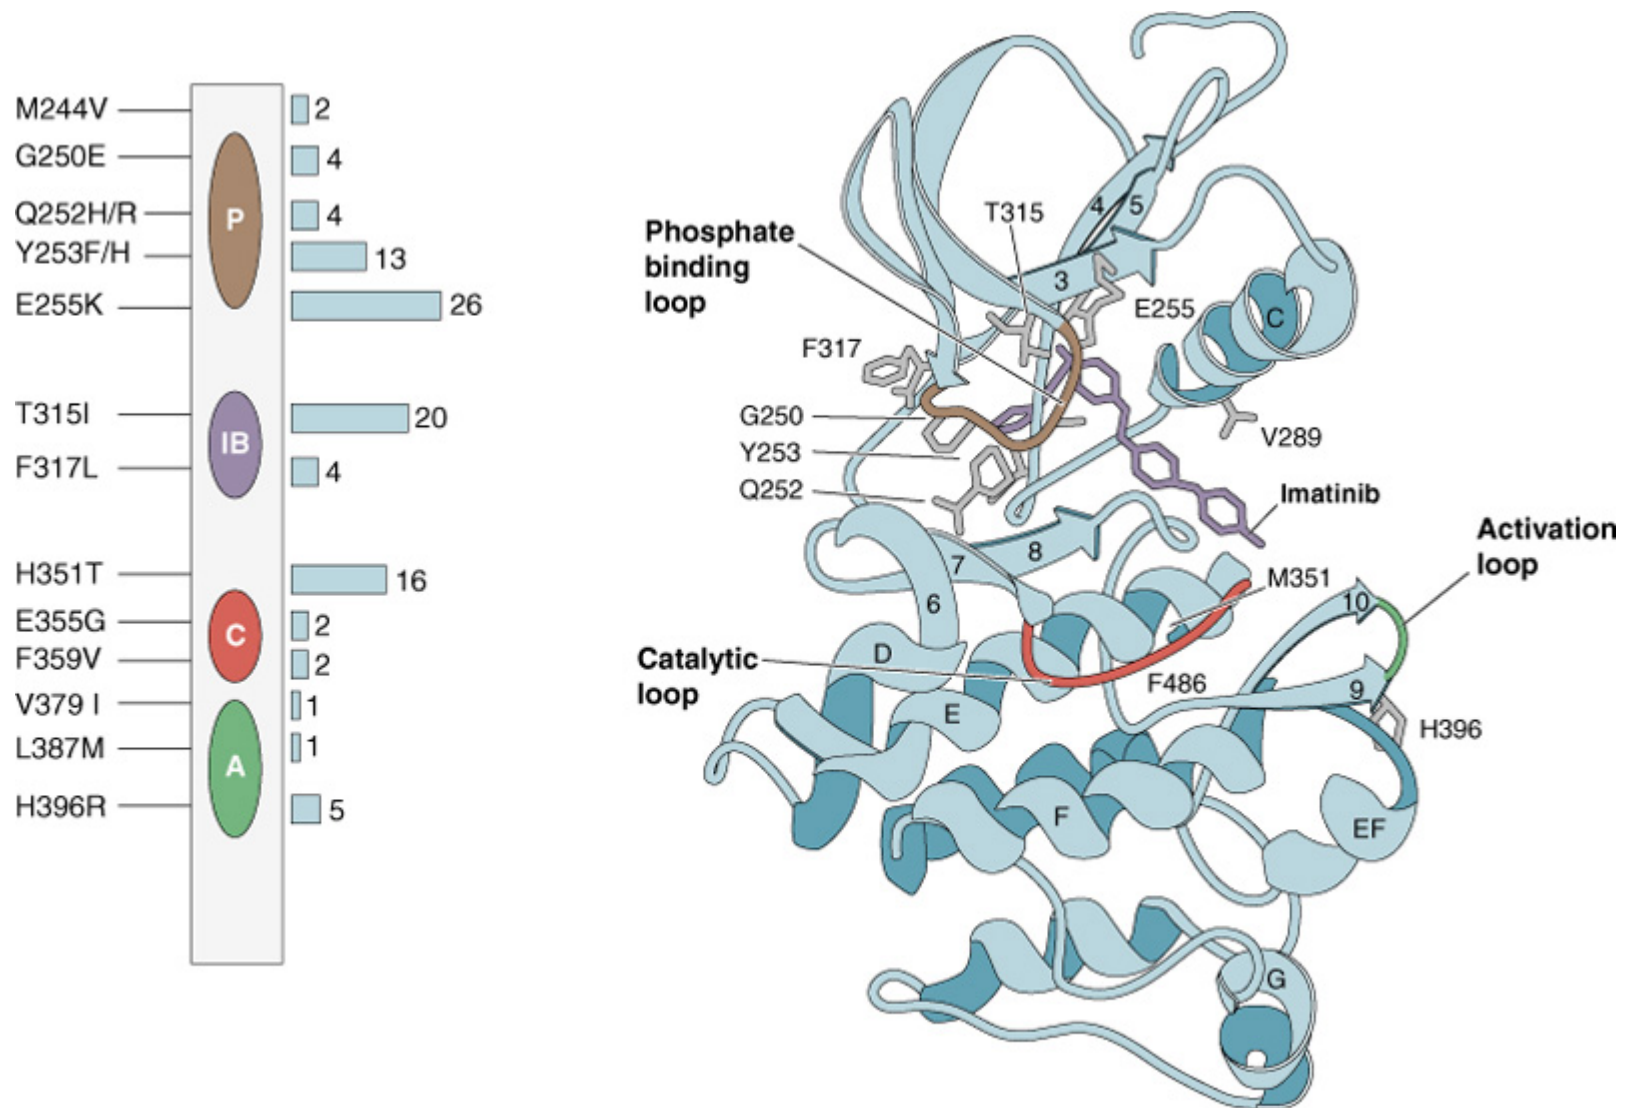 M244V 2
G250E 4
Q252H/R 4
P
Y253F/H 13
E255K 26
T315I 20
IB
F317L 4
H351T 16
E355G 2
C
F359V 2
V379 I 1
L387M 1
A
H396R 5
T315
4
5
Phosphate
binding
loop
3
E255
C
F317
G250
V289
Y253
Q252
Imatinib
Activation
loop
8
7
M351
6
10
D
Catalytic
loop
F486
9
E
H396
F
EF
G